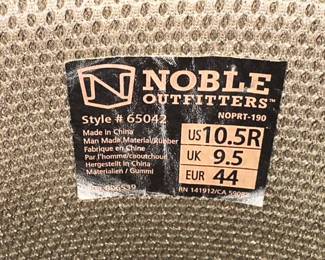 NOBLE
OUTFITTERS™
Style # 65042
NOPRT-190
Made in China
Man Made Material/Rubber
Fabrique en Chine
Par l'homme/caoutchouc
Hergestellt in China
Materialien / Gummi
US 10.5R
UK 9.5
EUR 44
RN 141912/CA